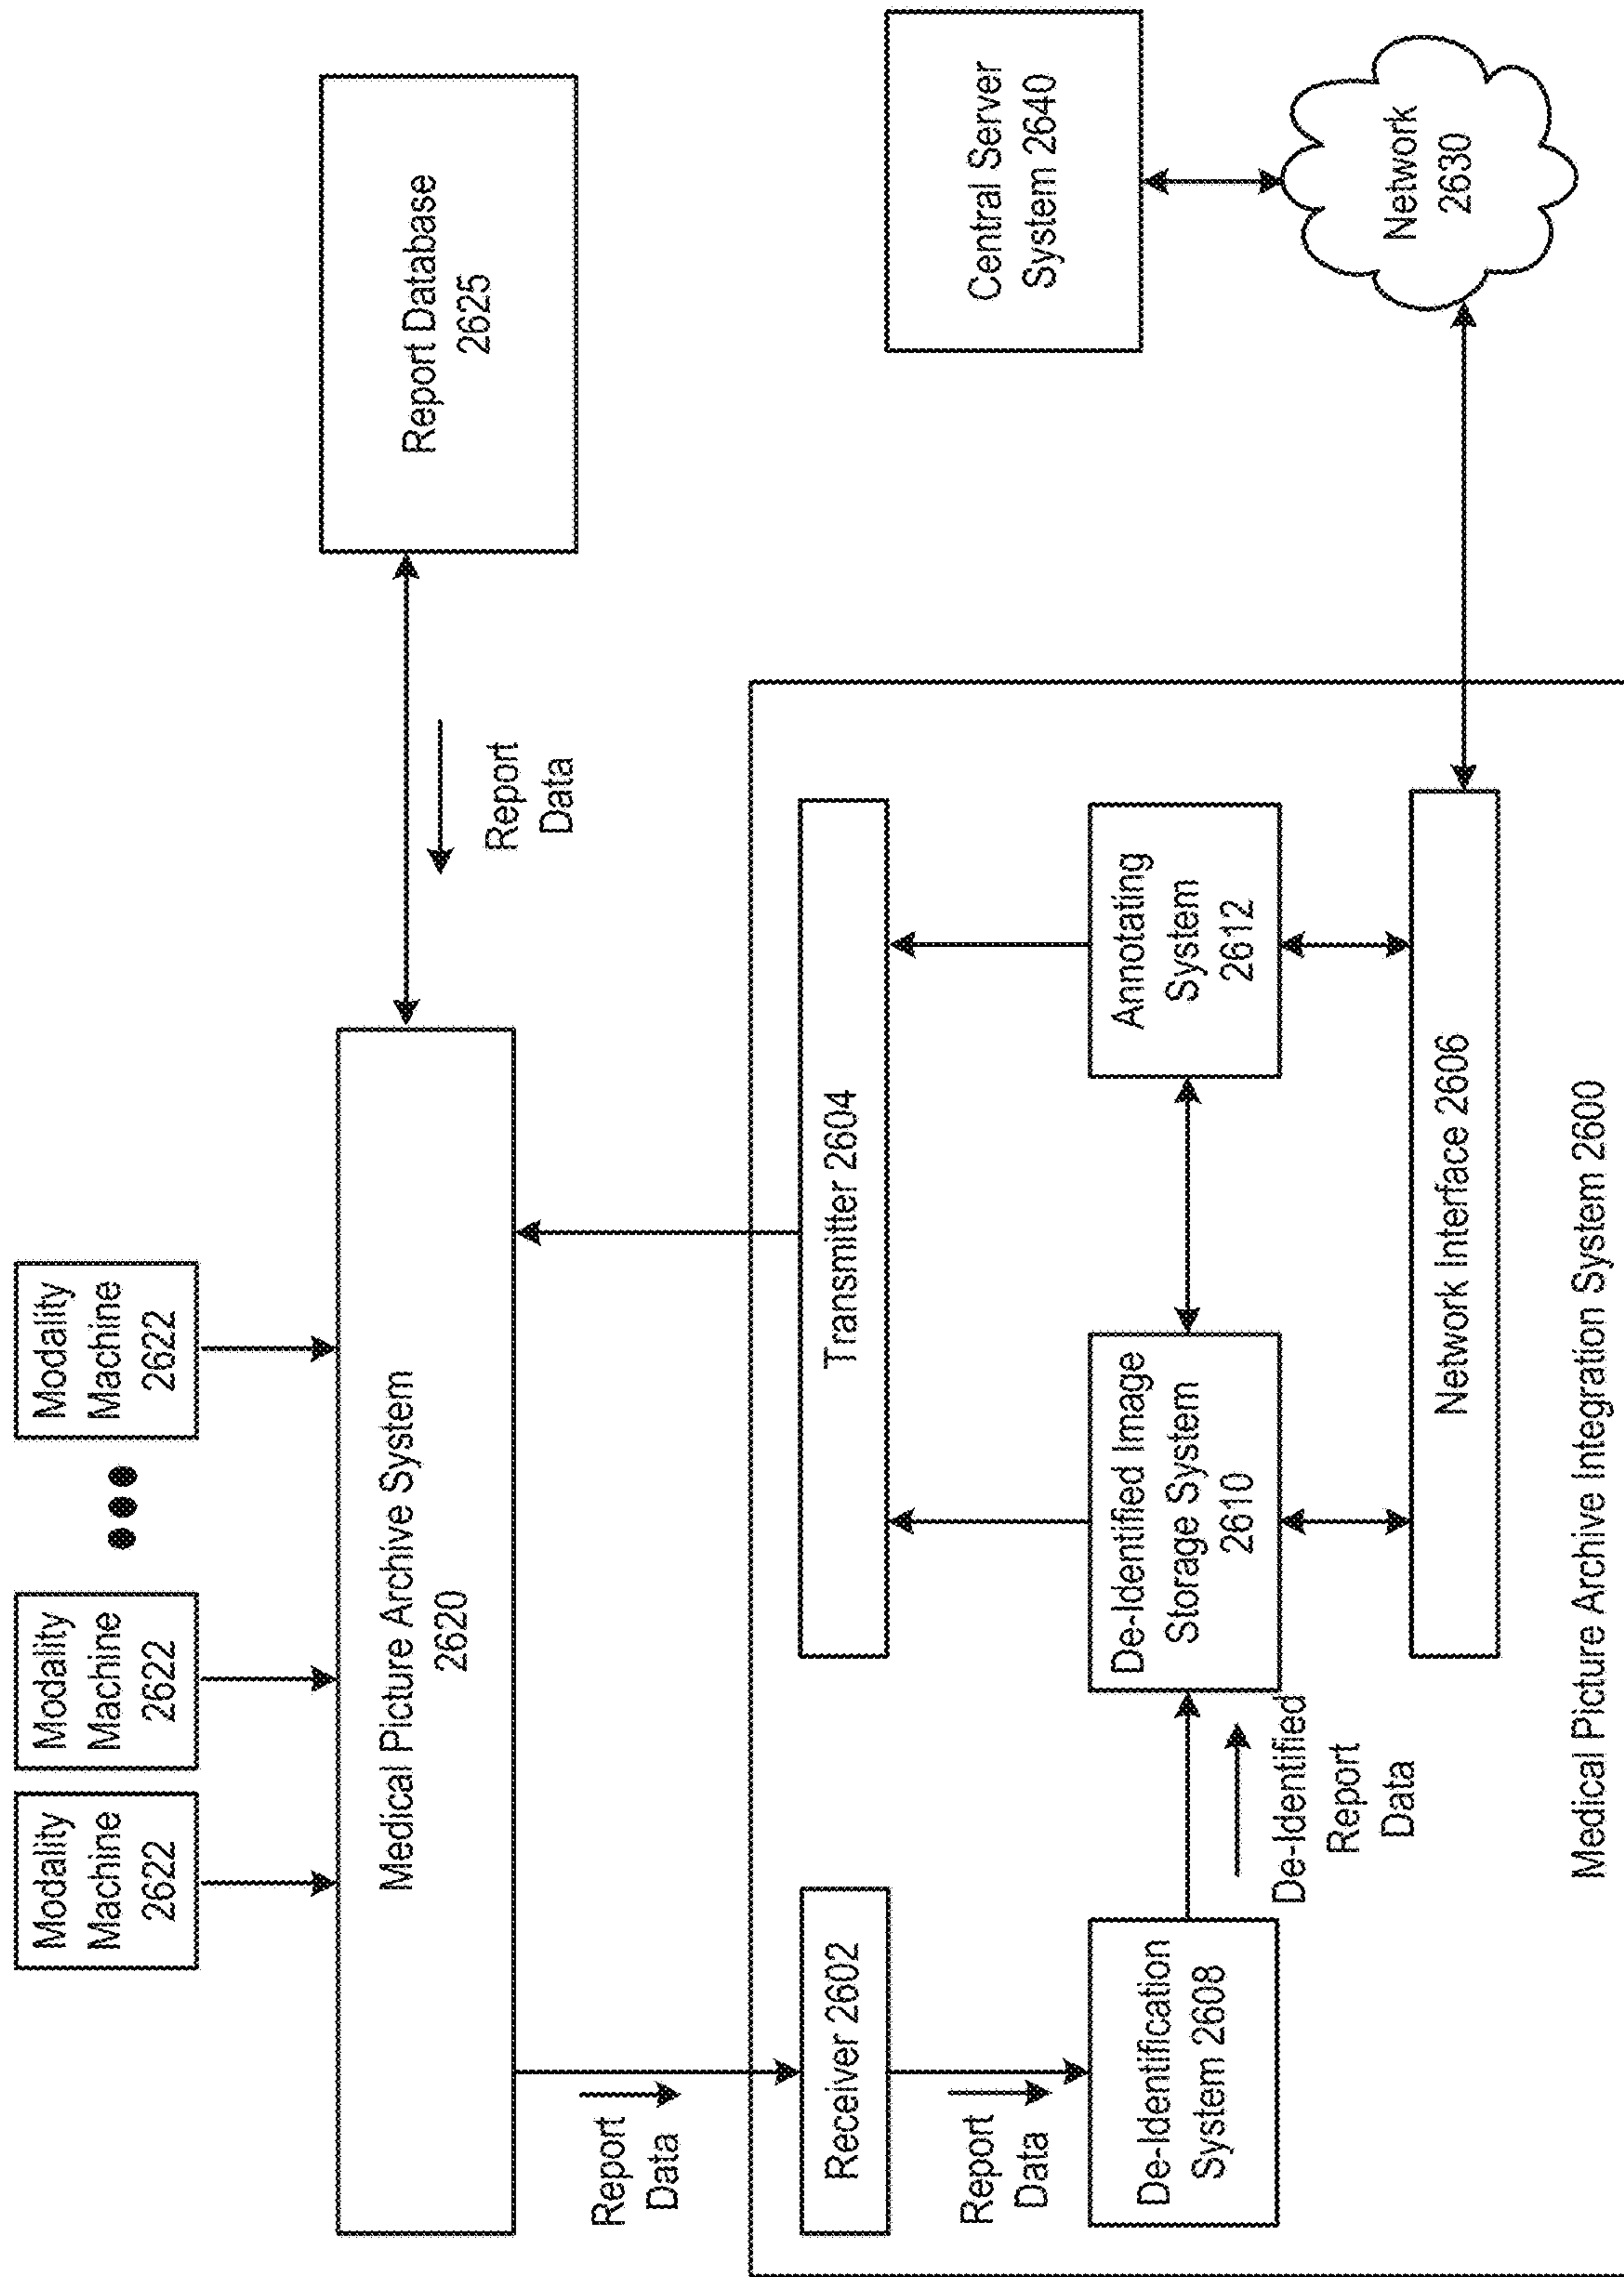 Modality
Machine
2622
Modality
Machine
2622
Modality
Machine
2622
Medical Picture Archive System
2620
Report Database
2625
Report
Data
Report
Data
Receiver 2602
Transmitter 2604
Report
Data
De-Identification
System 2608
De-Identified
Report
Data
De-Identified Image
Storage System
2610
Annotating
System
2612
Network Interface 2606
Central Server
System 2640
Network
2630
Medical Picture Archive Integration System 2600